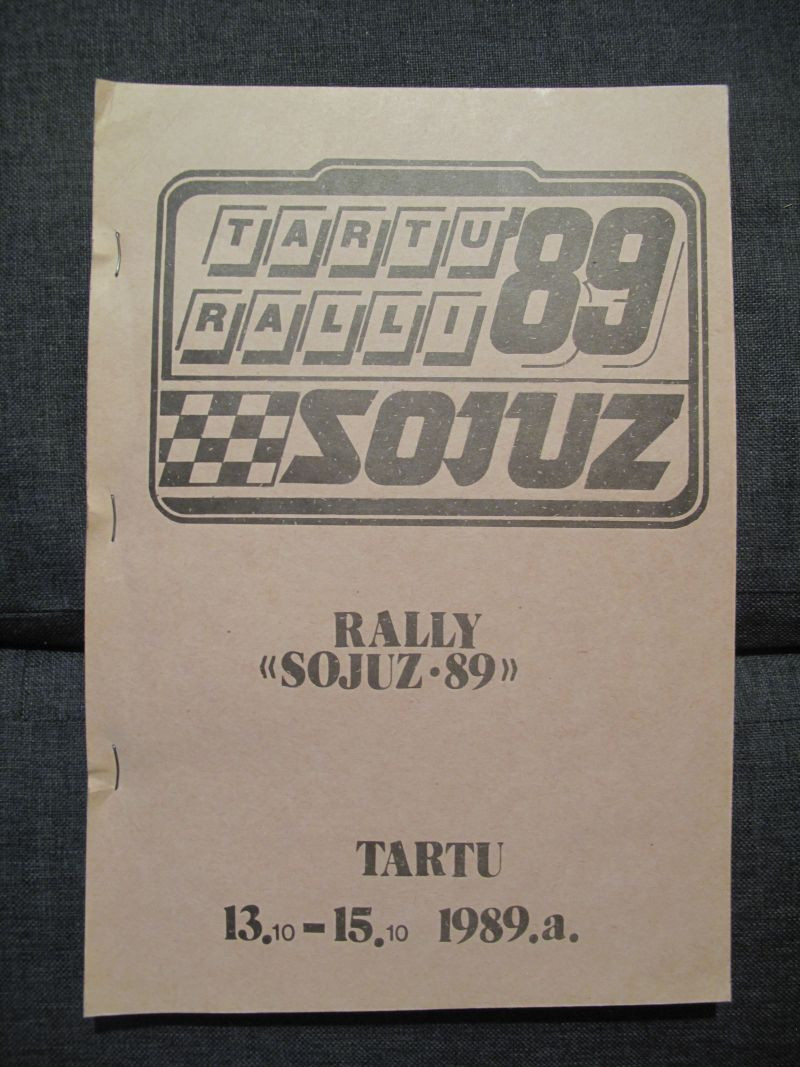 TARTU '89
RALLI
SOJUZ
RALLY
«SOJUZ·89»
TARTU
13.10 - 15.10 1989.a.